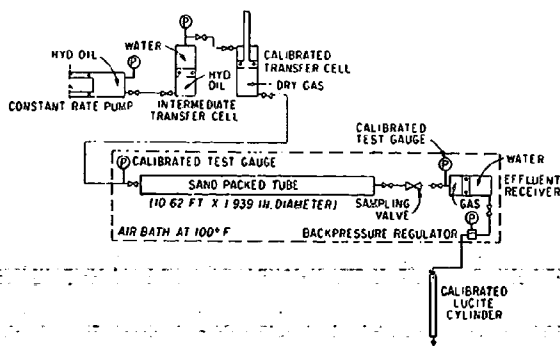 P
HYD OIL
WATER
P
CALIBRATED
TRANSFER CELL
HYD
OIL
DRY GAS
CONSTANT RATE PUMP
INTERMEDIATE
TRANSFER CELL
CALIBRATED
TEST GAUGE
P
CALIBRATED TEST GAUGE
P
WATER
EFFLUENT
RECEIVER
SAND PACKED TUBE
(10 62 FT X 1 939 IN. DIAMETER)
SAMPLING
VALVE
GAS
P
AIR BATH AT 100° F
BACKPRESSURE REGULATOR
CALIBRATED
LUCITE
CYLINDER